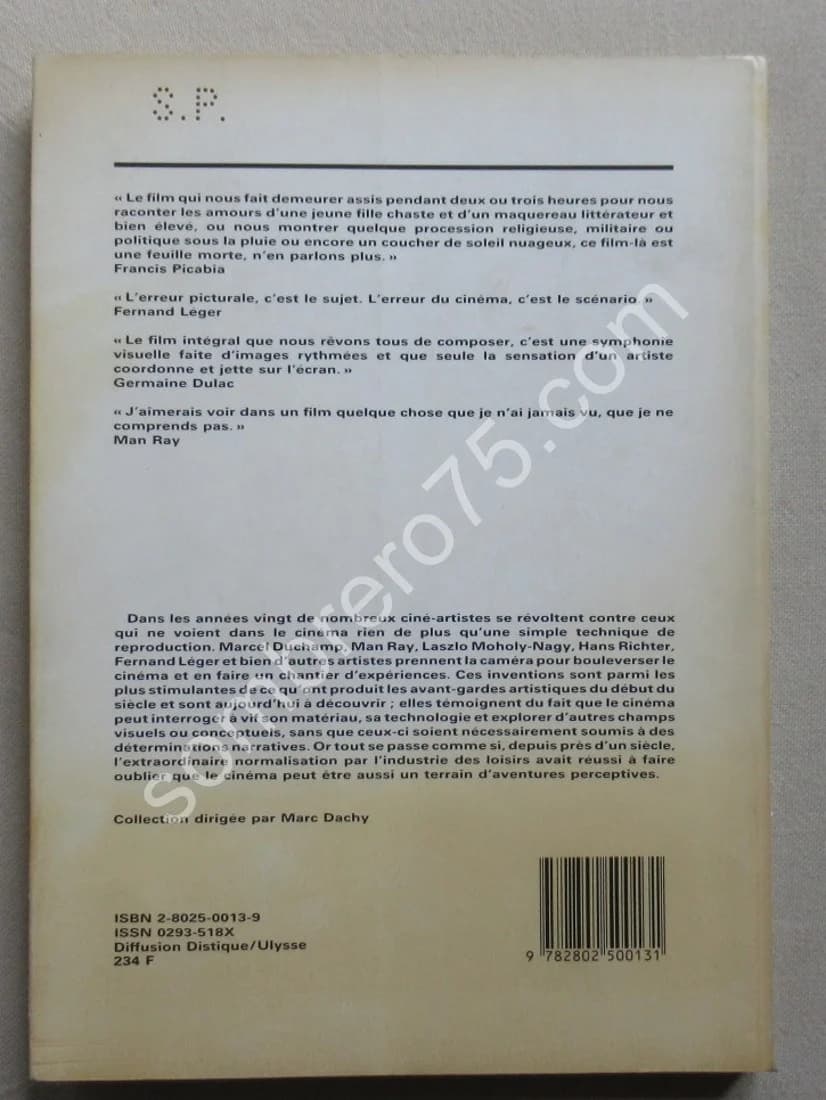 S.P.
« Le film qui nous fait demeurer assis pendant deux ou trois heures pour nous
raconter les amours d'une jeune fille chaste et d'un maquereau littérateur et
bien élevé, ou nous montrer quelque procession religieuse, militaire ou
politique sous la pluie ou encore un coucher de soleil nuageux, ce film-là est
une feuille morte, n'en parlons plus. »
Francis Picabia
« L'erreur picturale, c'est le sujet. L'erreur du cinéma, c'est le scénario. »
Fernand Léger
« Le film intégral que nous rêvons tous de composer, c'est une symphonie
visuelle faite d'images rythmées et que seule la sensation d'un artiste
coordonne et jette sur l'écran. »
Germaine Dulac
« J'aimerais voir dans un film quelque chose que je n'ai jamais vu, que je ne
comprends pas. »
Man Ray
Dans les années vingt de nombreux ciné-artistes se révoltent contre ceux
qui ne voient dans le cinéma rien de plus qu'une simple technique de
reproduction. Marcel Duchamp, Man Ray, Laszlo Moholy-Nagy, Hans Richter,
Fernand Léger et bien d'autres artistes prennent la caméra pour bouleverser le
cinéma et en faire un chantier d'expériences. Ces inventions sont parmi les
plus stimulantes de ce qu'ont produit les avant-gardes artistiques du début du
siècle et sont aujourd'hui à découvrir ; elles témoignent du fait que le cinéma
peut interroger à vif son matériau, sa technologie et explorer d'autres champs
visuels ou conceptuels, sans que ceux-ci soient nécessairement soumis à des
déterminations narratives. Or tout se passe comme si, depuis près d'un siècle,
l'extraordinaire normalisation par l'industrie des loisirs avait réussi à faire
oublier que le cinéma peut être aussi un terrain d'aventures perceptives.
Collection dirigée par Marc Dachy
ISBN 2-8025-0013-9
ISSN 0293-518X
Diffusion Distique/Ulysse
234 F
9 782802 500131
sombrero75.com